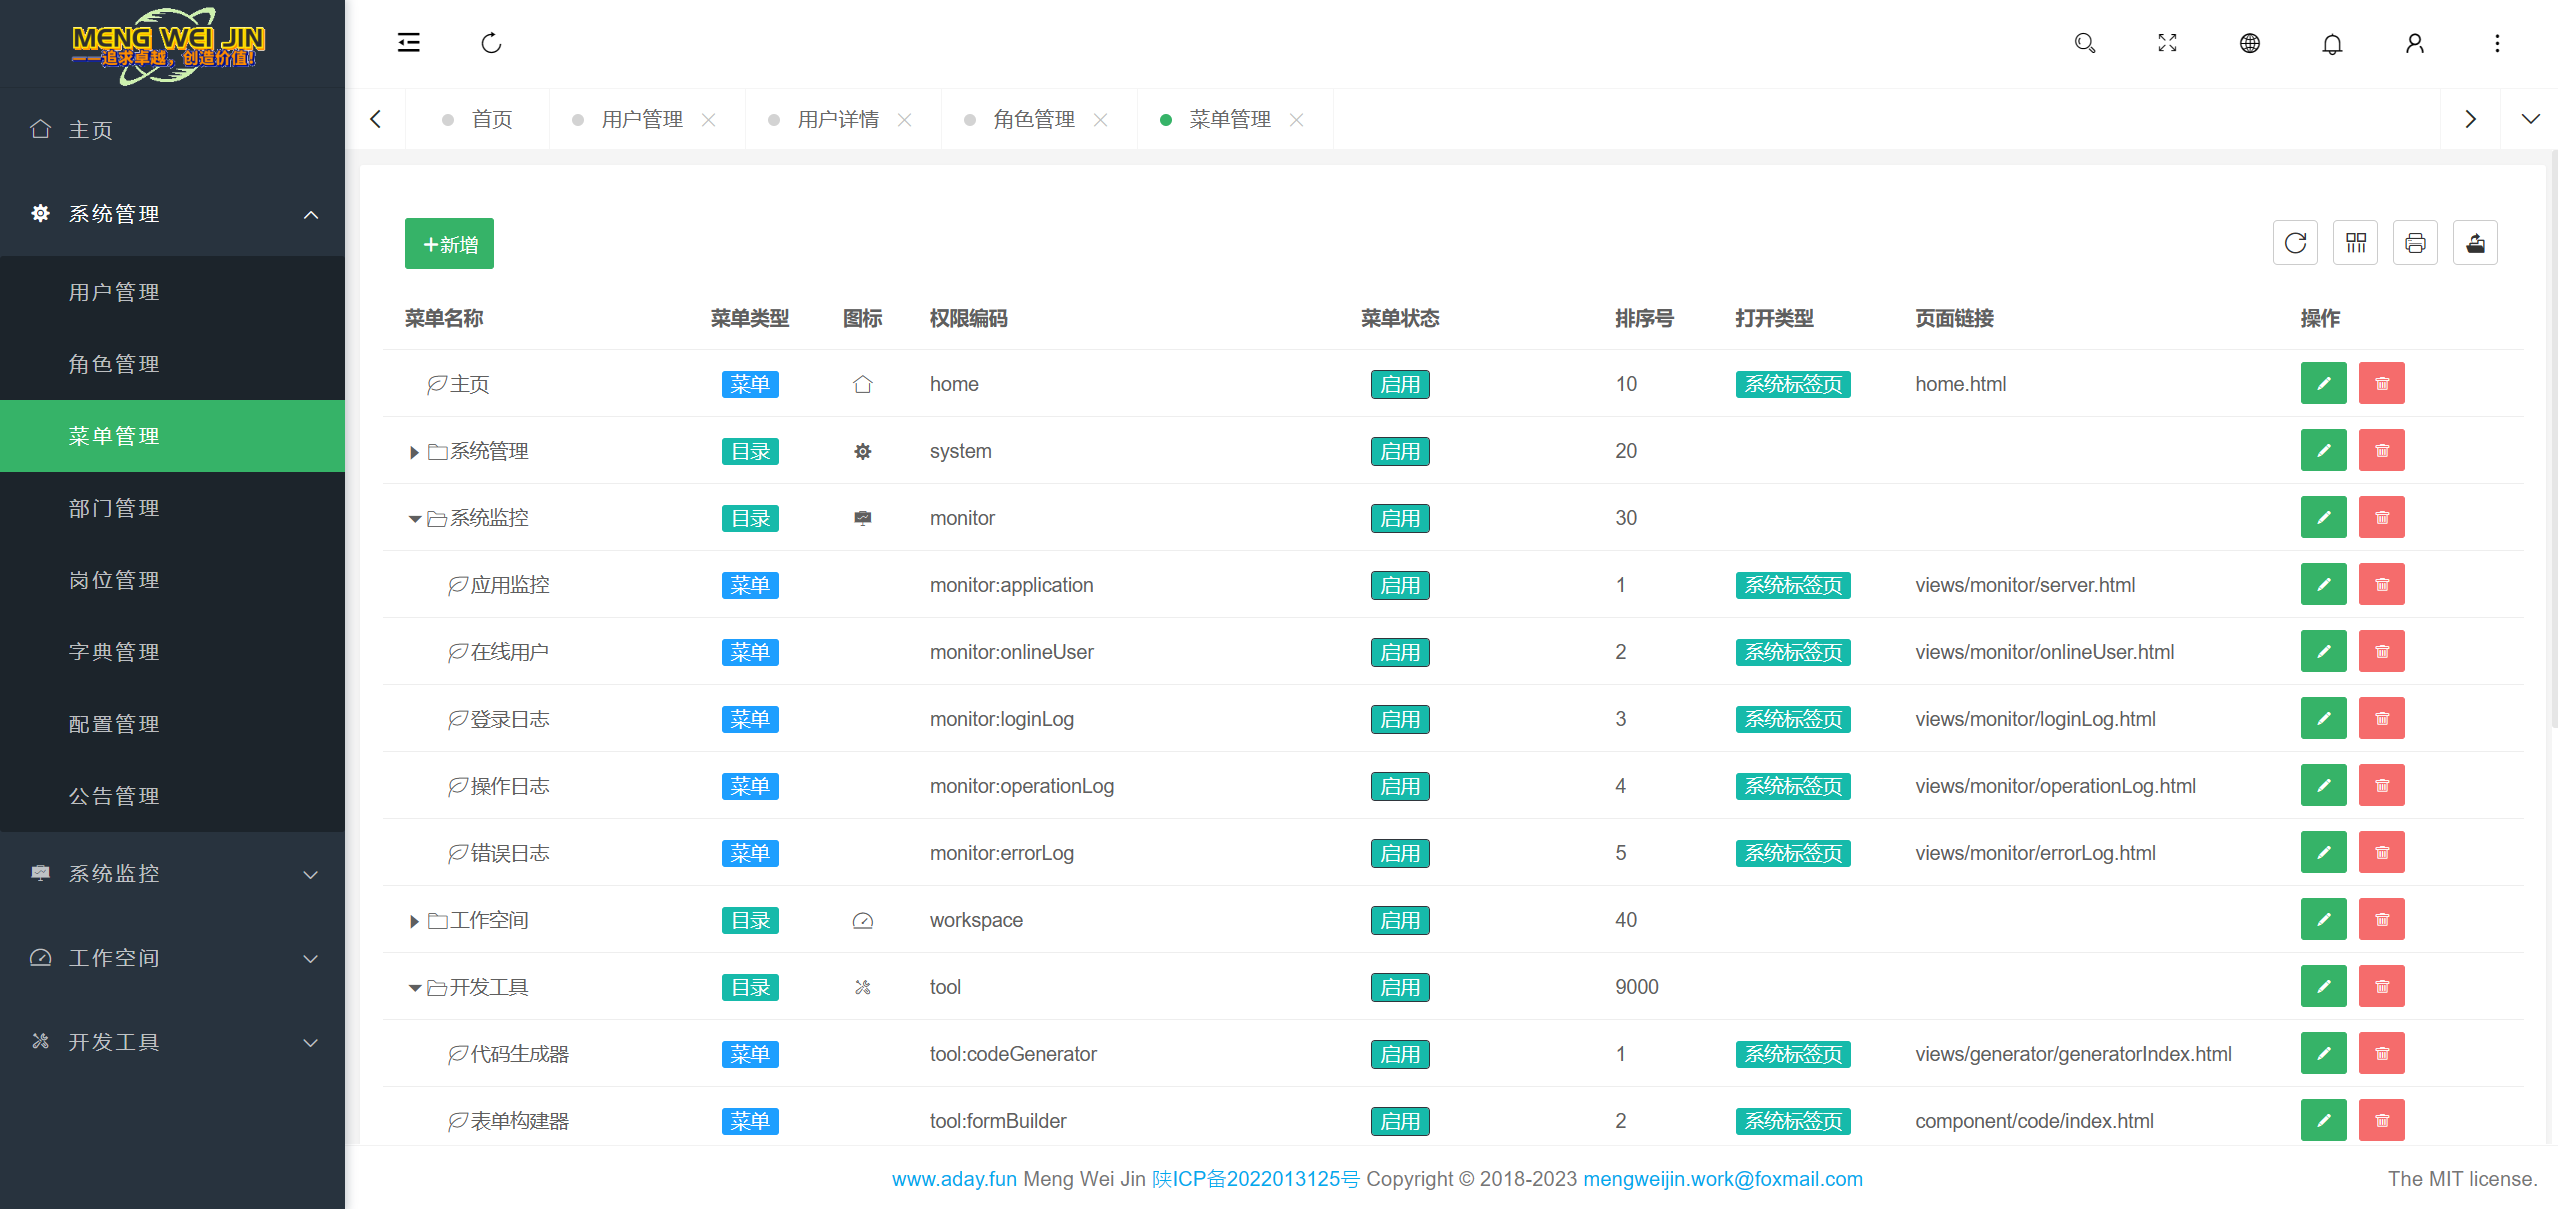 MENG WEI JIN
——追求卓越，创造价值!
主页
系统管理
用户管理
角色管理
菜单管理
部门管理
岗位管理
字典管理
配置管理
公告管理
系统监控
工作空间
开发工具
首页 用户管理 用户详情 角色管理 菜单管理
+新增
菜单名称 菜单类型 图标 权限编码 菜单状态 排序号 打开类型 页面链接 操作
主页 菜单 home 启用 10 系统标签页 home.html
系统管理 目录 system 启用 20
系统监控 目录 monitor 启用 30
应用监控 菜单 monitor:application 启用 1 系统标签页 views/monitor/server.html
在线用户 菜单 monitor:onlineUser 启用 2 系统标签页 views/monitor/onlineUser.html
登录日志 菜单 monitor:loginLog 启用 3 系统标签页 views/monitor/loginLog.html
操作日志 菜单 monitor:operationLog 启用 4 系统标签页 views/monitor/operationLog.html
错误日志 菜单 monitor:errorLog 启用 5 系统标签页 views/monitor/errorLog.html
工作空间 目录 workspace 启用 40
开发工具 目录 tool 启用 9000
代码生成器 菜单 tool:codeGenerator 启用 1 系统标签页 views/generator/generatorIndex.html
表单构建器 菜单 tool:formBuilder 启用 2 系统标签页 component/code/index.html
www.aday.fun Meng Wei Jin 陕ICP备2022013125号 Copyright © 2018-2023 mengweijin.work@foxmail.com
The MIT license.